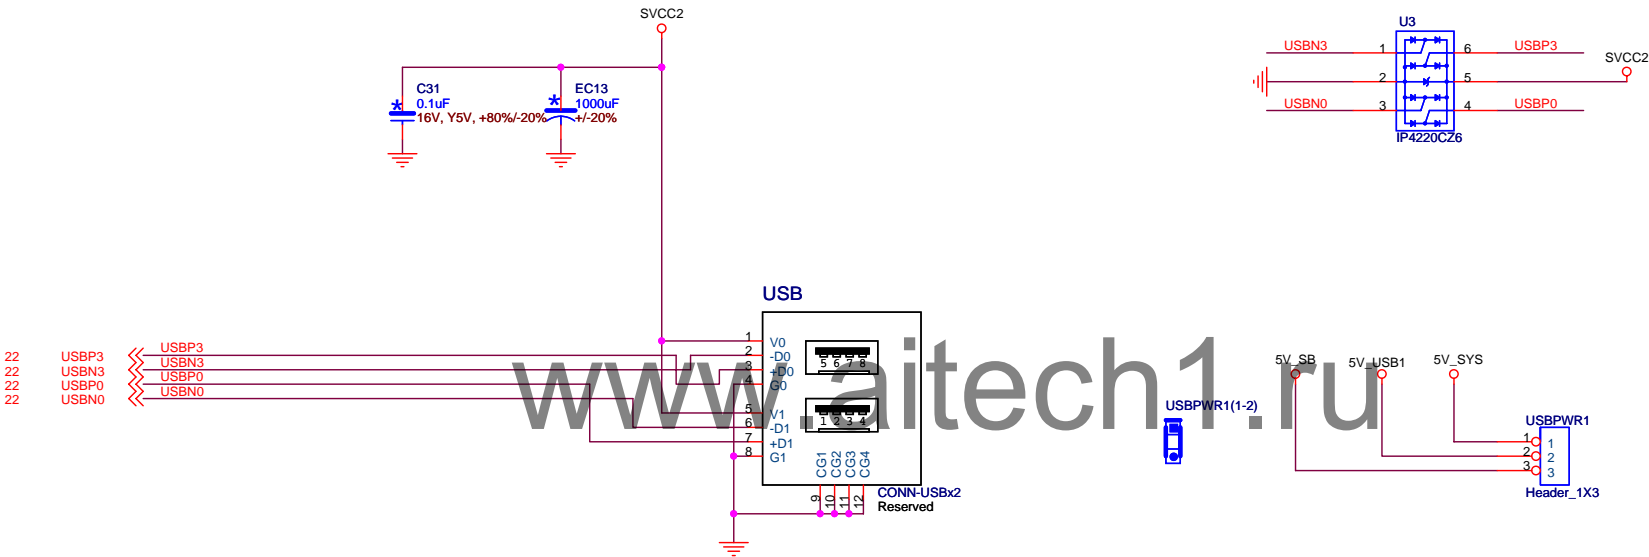 SVCC2
C31
0.1uF
16V, Y5V, +80%/-20%
EC13
1000uF
+/-20%
U3
USBN3 1 6 USBP3
2 5 SVCC2
USBN0 3 4 USBP0
IP4220CZ6
USB
22 USBP3 USBP3
22 USBN3 USBN3
22 USBP0 USBP0
22 USBN0 USBN0
1 V0
2 -D0
3 +D0
4 G0
5 V1
6 -D1
7 +D1
8 G1
5 6 7 8
1 2 3 4
CG1 CG2 CG3 CG4
9 10 11 12
CONN-USBx2
Reserved
www.aitech1.ru
USBPWR1(1-2)
5V_SB 5V_USB1 5V_SYS
USBPWR1
1 1
2 2
3 3
Header_1X3